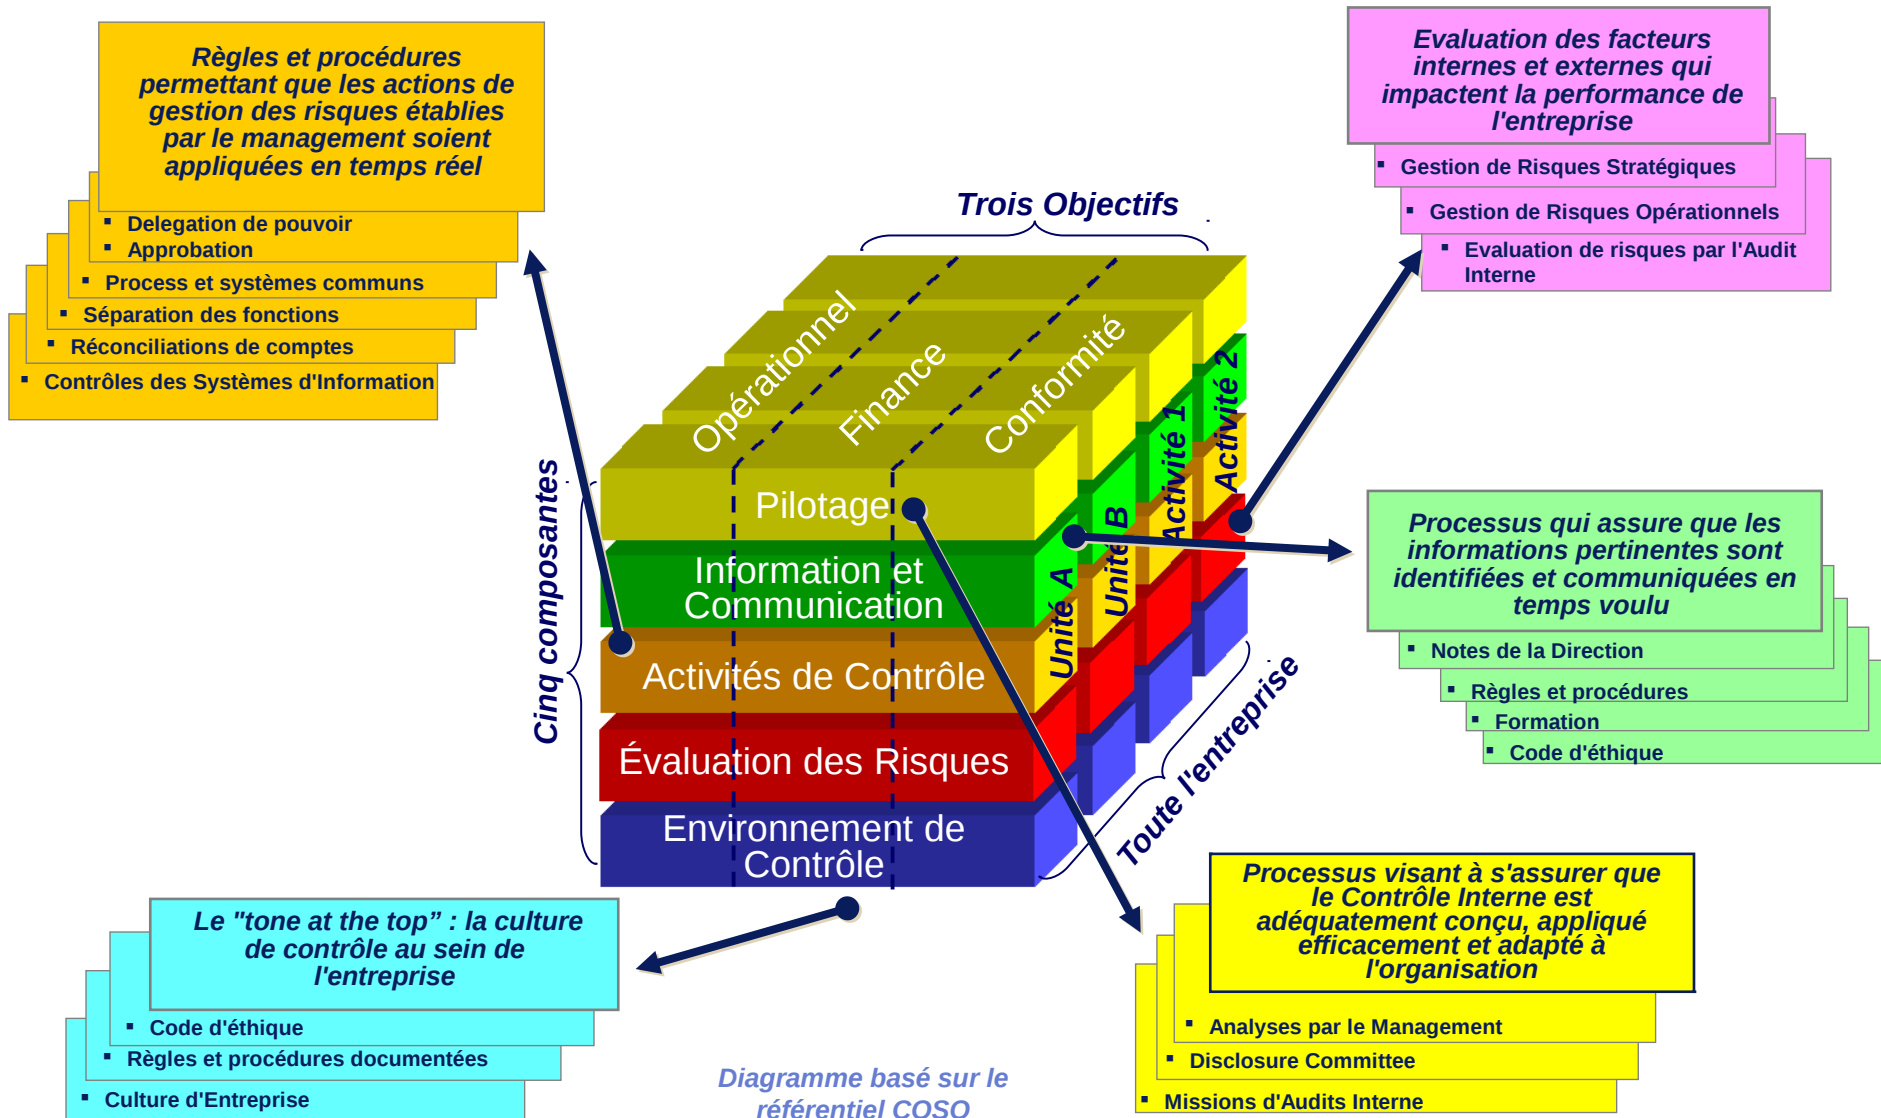 Règles et procédures
permettant que les actions de
gestion des risques établies
par le management soient
appliquées en temps réel
▪ Delegation de pouvoir
▪ Approbation
▪ Process et systèmes communs
▪ Séparation des fonctions
▪ Réconciliations de comptes
▪ Contrôles des Systèmes d'Information
Evaluation des facteurs
internes et externes qui
impactent la performance de
l'entreprise
▪ Gestion de Risques Stratégiques
▪ Gestion de Risques Opérationnels
▪ Evaluation de risques par l'Audit
Interne
Trois Objectifs
Opérationnel
Finance
Conformité
Cinq composantes
Pilotage
Information et
Communication
Activités de Contrôle
Évaluation des Risques
Environnement de
Contrôle
Unité A
Unité B
Activité 1
Activité 2
Toute l'entreprise
Processus qui assure que les
informations pertinentes sont
identifiées et communiquées en
temps voulu
▪ Notes de la Direction
▪ Règles et procédures
▪ Formation
▪ Code d'éthique
Le "tone at the top” : la culture
de contrôle au sein de
l'entreprise
▪ Code d'éthique
▪ Règles et procédures documentées
▪ Culture d'Entreprise
Diagramme basé sur le
référentiel COSO
Processus visant à s'assurer que
le Contrôle Interne est
adéquatement conçu, appliqué
efficacement et adapté à
l'organisation
▪ Analyses par le Management
▪ Disclosure Committee
▪ Missions d'Audits Interne